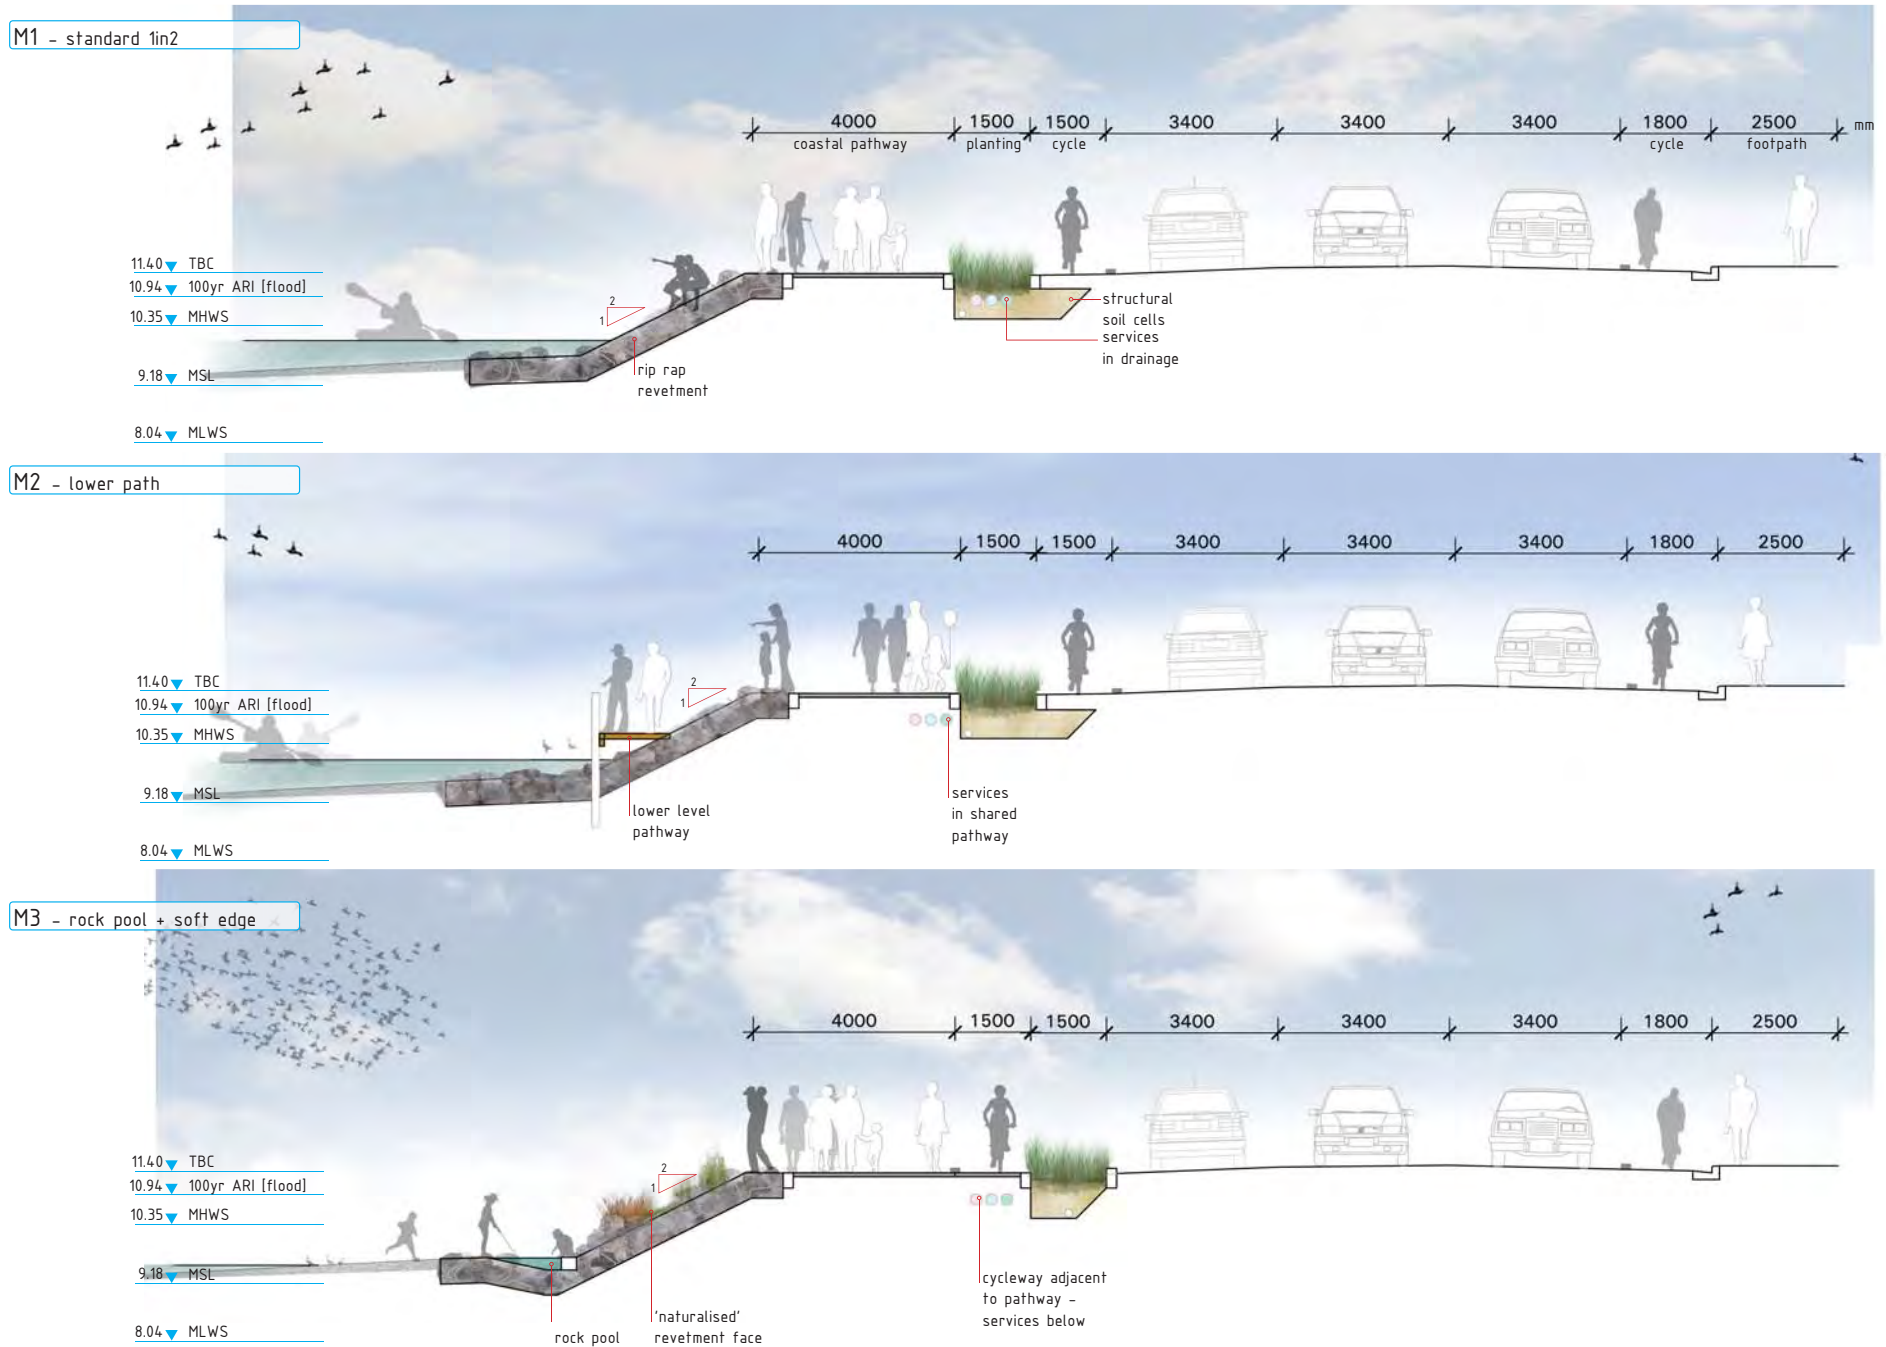 M1 - standard 1in2
4000 1500 1500 3400 3400 3400 1800 2500 mm
coastal pathway planting cycle cycle footpath
11.40 TBC
10.94 100yr ARI [flood]
10.35 MHWS
9.18 MSL
8.04 MLWS
2
1
rip rap
revetment
structural
soil cells
services
in drainage
M2 - lower path
4000 1500 1500 3400 3400 3400 1800 2500
11.40 TBC
10.94 100yr ARI [flood]
10.35 MHWS
9.18 MSL
8.04 MLWS
2
1
lower level
pathway
services
in shared
pathway
M3 - rock pool + soft edge
4000 1500 1500 3400 3400 3400 1800 2500
11.40 TBC
10.94 100yr ARI [flood]
10.35 MHWS
9.18 MSL
8.04 MLWS
2
1
rock pool
'naturalised'
revetment face
cycleway adjacent
to pathway -
services below